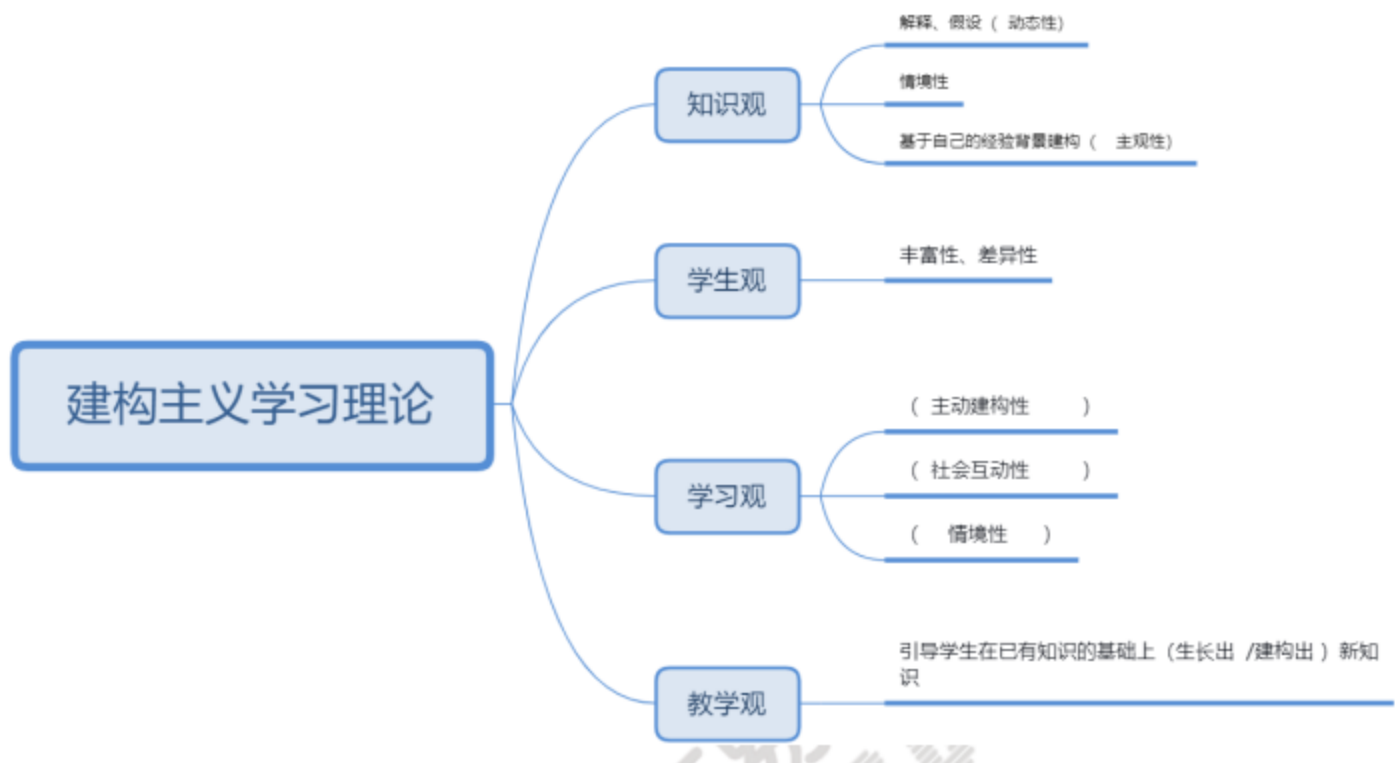 建构主义学习理论
知识观
解释、假设（ 动态性）
情境性
基于自己的经验背景建构（ 主观性）
学生观
丰富性、差异性
学习观
（ 主动建构性 ）
（ 社会互动性 ）
（ 情境性 ）
教学观
引导学生在已有知识的基础上（生长出 /建构出 ）新知
识